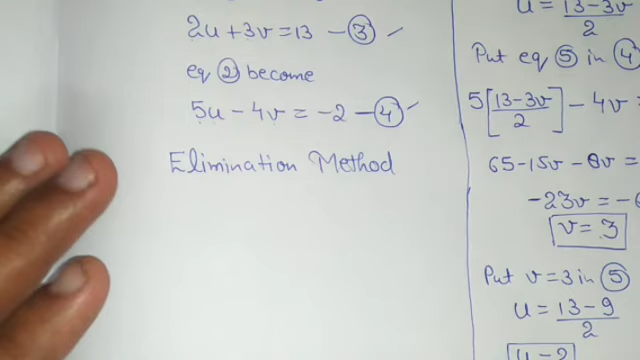 2u + 3v = 13 — ③ ✓
eq ② become
5u - 4v = -2 — ④ ✓
Elimination Method
u = 13-3v
2
Put eq ⑤ in ④
5[13-3v] - 4v =
2
65-15v - 8v =
-23v = -6
v = 3
Put v = 3 in ⑤
u = 13-9
2
u = 2